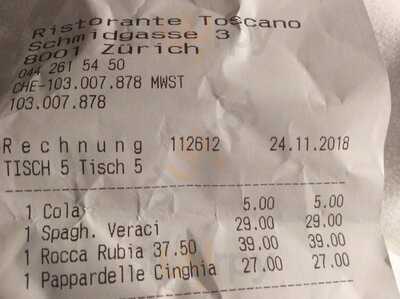 Ristorante Toscano
Schmidgasse 3
8001 Zürich
044 261 54 50
CHE-103.007.878 MWST
103.007.878
Rechnung 112612 24.11.2018
TISCH 5 Tisch 5
1 Cola 5.00 5.00
1 Spagh. Veraci 29.00 29.00
1 Rocca Rubia 37.50 39.00 39.00
1 Pappardelle Cinghia 27.00 27.00